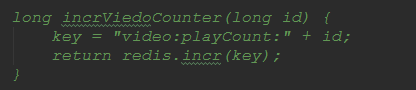 long incrViedoCounter(long id) {
    key = "video:playCount:" + id;
    return redis.incr(key);
}